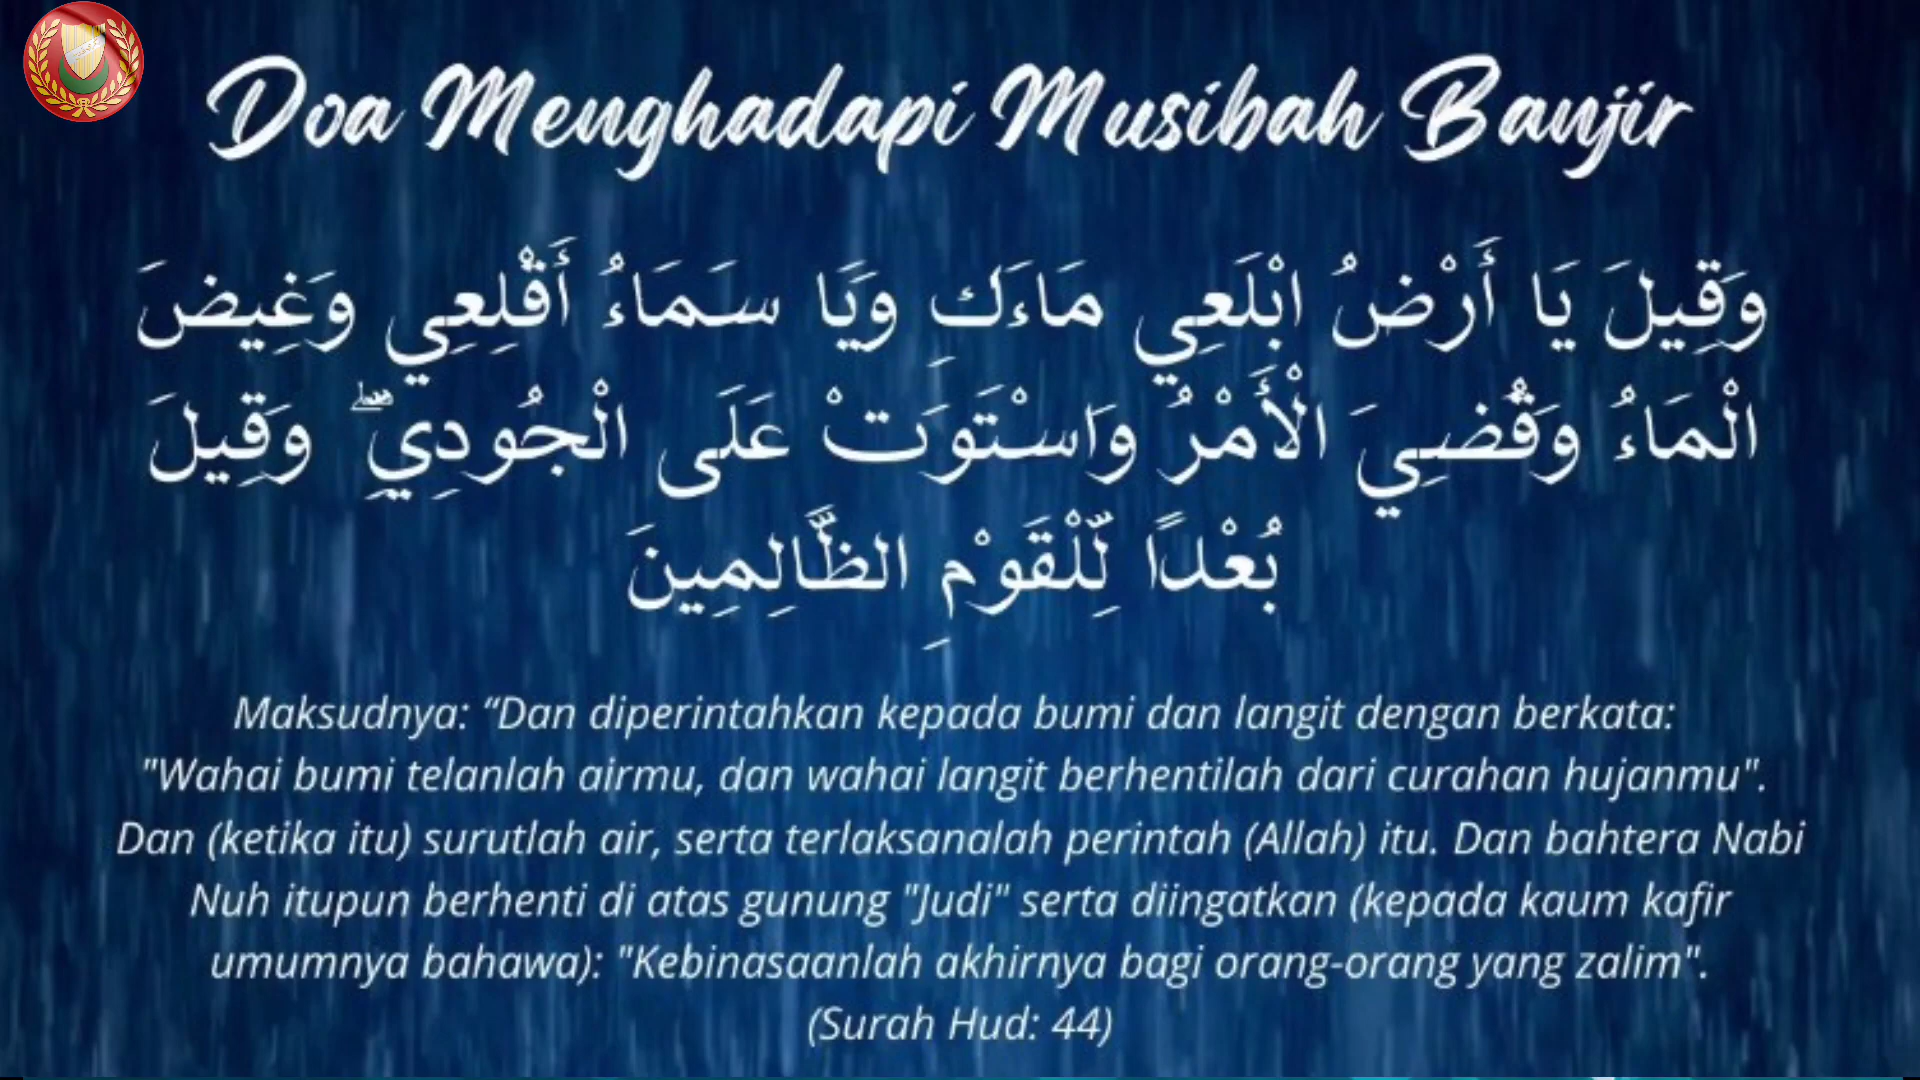 Doa Menghadapi Musibah Banjir
وَقِيلَ يَا أَرْضُ ابْلَعِي مَاءَكِ وَيَا سَمَاءُ أَقْلِعِي وَغِيضَ
الْمَاءُ وَقُضِيَ الْأَمْرُ وَاسْتَوَتْ عَلَى الْجُودِيِّ ۖ وَقِيلَ
بُعْدًا لِّلْقَوْمِ الظَّالِمِينَ
Maksudnya: “Dan diperintahkan kepada bumi dan langit dengan berkata:
"Wahai bumi telanlah airmu, dan wahai langit berhentilah dari curahan hujanmu".
Dan (ketika itu) surutlah air, serta terlaksanalah perintah (Allah) itu. Dan bahtera Nabi
Nuh itupun berhenti di atas gunung "Judi" serta diingatkan (kepada kaum kafir
umumnya bahawa): "Kebinasaanlah akhirnya bagi orang-orang yang zalim".
(Surah Hud: 44)